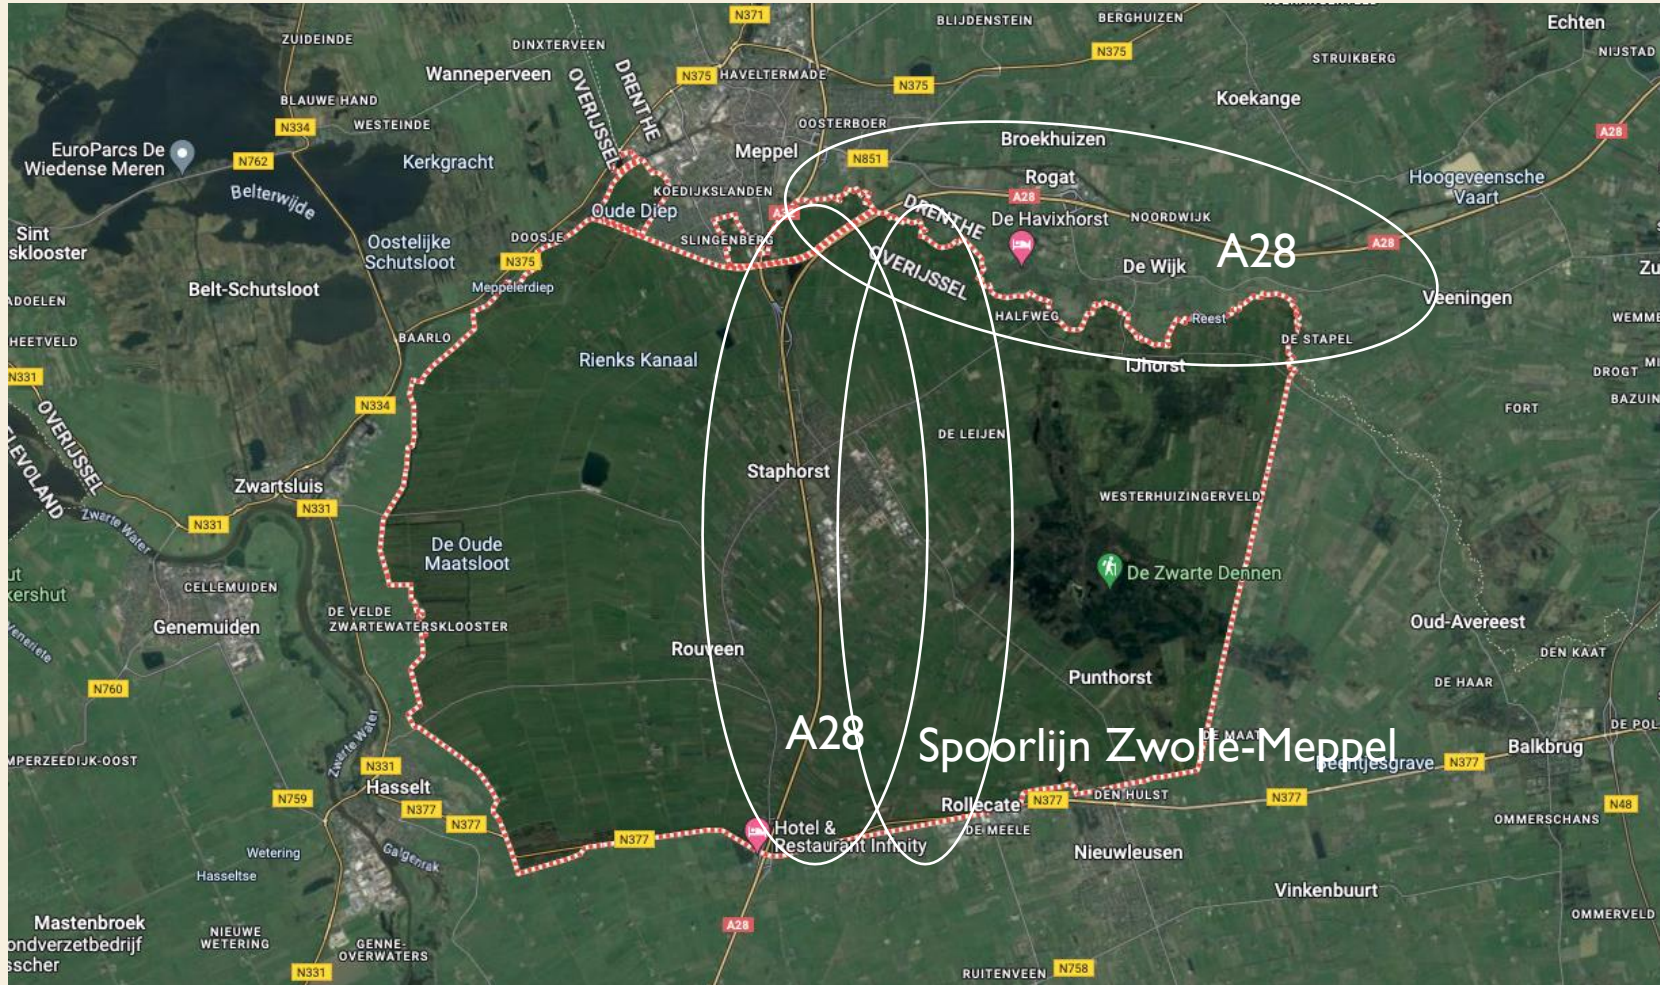 N371
BLIJDENSTEIN
BERGHUIZEN
Echten
ZUIDEINDE
DINXTERVEEN
N375
NIJSTAD
STRUIKBERG
Wanneperveen
DRENTHE
OVERIJSSEL
N375
HAVELTERMADE
N375
Koekange
BLAUWE HAND
N334
WESTEINDE
OOSTERBOER
A28
Broekhuizen
EuroParcs De
Wiedense Meren
N762
Kerkgracht
Meppel
N851
Rogat
Hoogeveensche
Vaart
Belterwijde
KOEDIJKSLANDEN
A28
Oude Diep
DRENTHE
De Havixhorst
NOORDWIJK
Sint
sklooster
Oostelijke
Schutsloot
DOOSJE
SLINGENBERG
A28
A28
N375
OVERIJSSEL
De Wijk
Belt-Schutsloot
Meppelerdiep
Veeningen
ADOELEN
HALFWEG
Reest
HEETVELD
BAARLO
DE STAPEL
Rienks Kanaal
IJhorst
N331
DROGT
OVERIJSSEL
N334
FORT
DE LEIJEN
Staphorst
Zwartsluis
WESTERHUIZINGERVELD
N331
N331
Zwarte Water
De Oude
Maatsloot
De Zwarte Dennen
CELLEMUIDEN
DE VELDE
ZWARTEWATERSKLOOSTER
Genemuiden
Oud-Avereest
Rouveen
DEN KAAT
Punthorst
N760
DE HAAR
A28
Spoorlijn Zwolle-Meppel
DE MAAT
Balkbrug
Zwarte Water
MPERZEEDIJK-OOST
N331
Beentjesgrave
N377
Hasselt
N759
N377
N377
Rollecate
N377
DEN HULST
N377
N48
Hotel &
Restaurant Infinity
DE MEELE
OMMERSCHANS
N377
Wetering
Galgenrak
Nieuwleusen
Hasseltse
Vinkenbuurt
Mastenbroek
A28
OMMERVELD
ondverzetbedrijf
sscher
NIEUWE
WETERING
GENNE-
OVERWATERS
N331
RUITENVEEN
N758